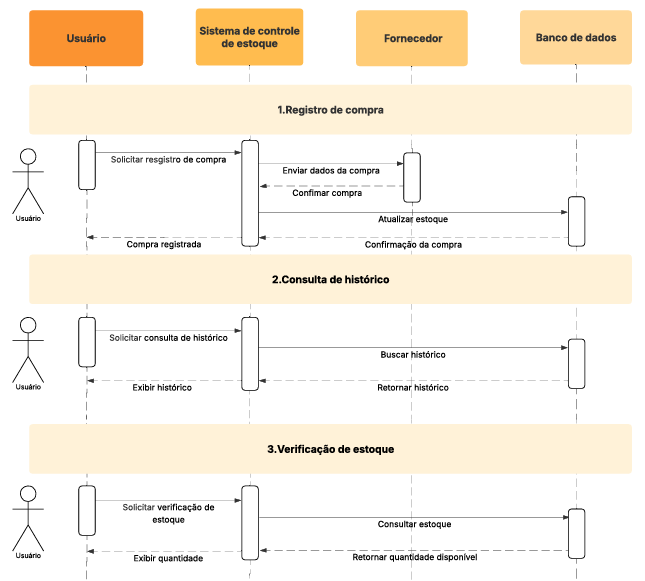 Usuário
Sistema de controle
de estoque
Fornecedor
Banco de dados
1.Registro de compra
Solicitar resgistro de compra
Enviar dados da compra
Confimar compra
Usuário
Atualizar estoque
Compra registrada
Confirmação da compra
2.Consulta de histórico
Solicitar consulta de histórico
Buscar histórico
Usuário
Exibir histórico
Retornar histórico
3.Verificação de estoque
Solicitar verificação de
estoque
Consultar estoque
Usuário
Exibir quantidade
Retornar quantidade disponível